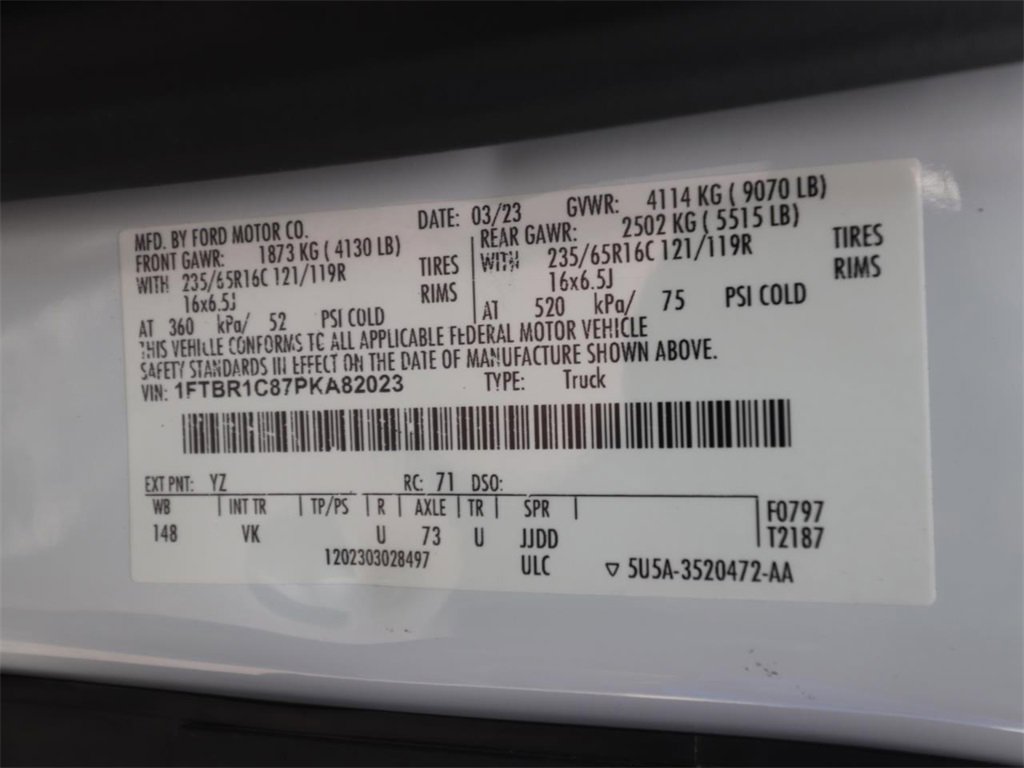 MFD. BY FORD MOTOR CO. DATE: 03/23 GVWR: 4114 KG ( 9070 LB)
FRONT GAWR: 1873 KG ( 4130 LB) REAR GAWR: 2502 KG ( 5515 LB)
WITH 235/65R16C 121/119R TIRES WITH 235/65R16C 121/119R TIRES
16x6.5J RIMS 16x6.5J RIMS
AT 360 kPa/ 52 PSI COLD AT 520 kPa/ 75 PSI COLD
THIS VEHICLE CONFORMS TO ALL APPLICABLE FEDERAL MOTOR VEHICLE
SAFETY STANDARDS IN EFFECT ON THE DATE OF MANUFACTURE SHOWN ABOVE.
VIN: 1FTBR1C87PKA82023 TYPE: Truck
EXT PNT: YZ RC: 71 DSO:
WB INT TR TP/PS R AXLE TR SPR F0797
148 VK U 73 U JJDD T2187
1202303028497 ULC ▽ 5U5A-3520472-AA